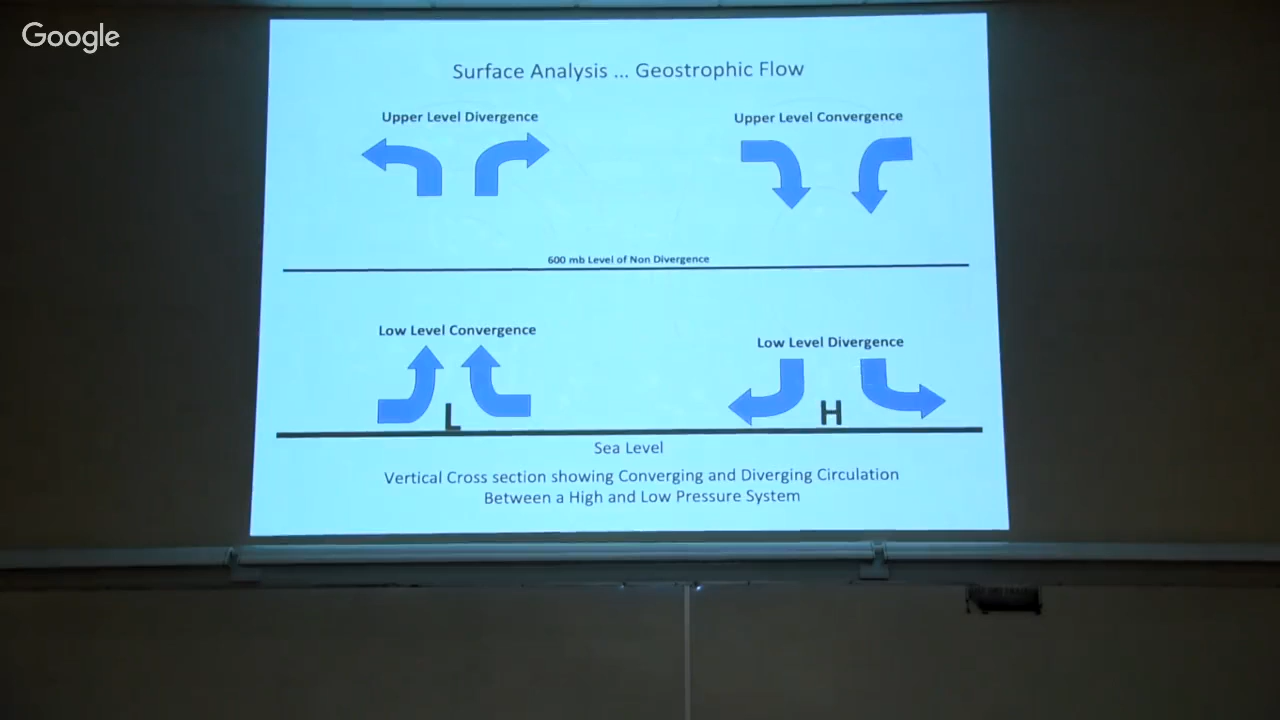 Google
Surface Analysis ... Geostrophic Flow
Upper Level Divergence
Upper Level Convergence
600 mb Level of Non Divergence
Low Level Convergence
Low Level Divergence
L
H
Sea Level
Vertical Cross section showing Converging and Diverging Circulation
Between a High and Low Pressure System